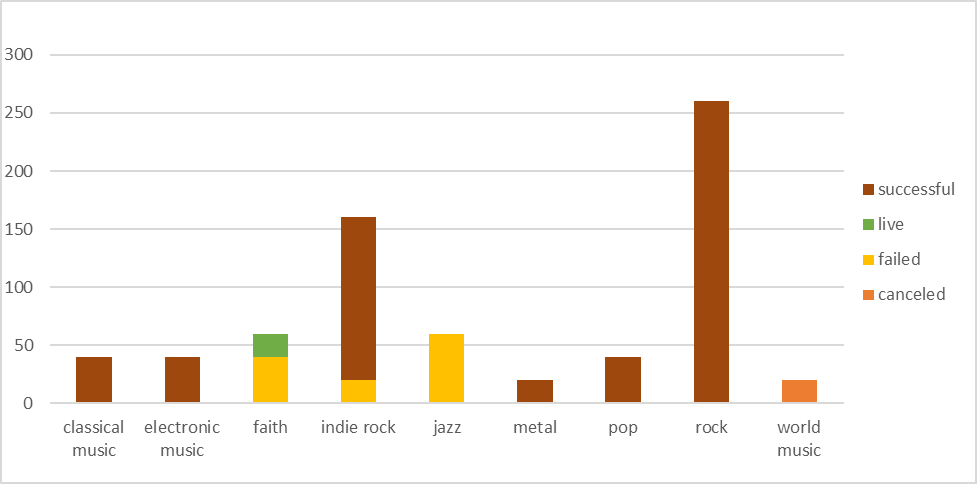 300
250
200
150
100
50
0
classical music
electronic music
faith
indie rock
jazz
metal
pop
rock
world music
successful
live
failed
canceled